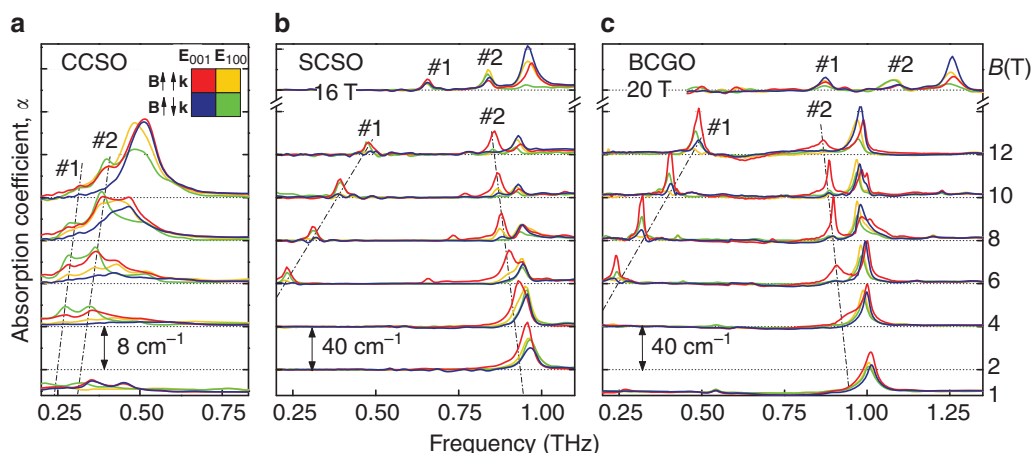 a
b
c
CCSO
E001 E100
B↑↑k
B↑↓k
#1
#2
8 cm⁻¹
SCSO
16 T
#1
#2
#1
#2
40 cm⁻¹
BCGO
20 T
#1
#2
#1
#2
40 cm⁻¹
B(T)
12
10
8
6
4
2
1
Absorption coefficient, α
0.25 0.50
0.25 0.50 0.75 1.00
0.25 0.50 0.75 1.00 1.25
Frequency (THz)